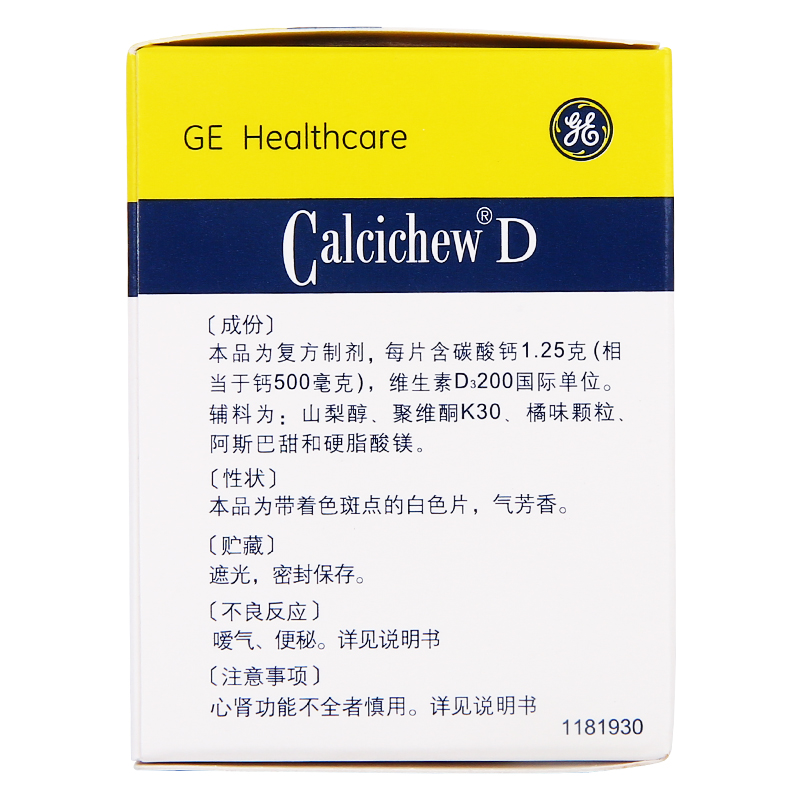 GE Healthcare
GE
Calcichew® D
〔成份〕
本品为复方制剂，每片含碳酸钙1.25克（相
当于钙500毫克），维生素D₃200国际单位。
辅料为：山梨醇、聚维酮K30、橘味颗粒、
阿斯巴甜和硬脂酸镁。
〔性状〕
本品为带着色斑点的白色片，气芳香。
〔贮藏〕
遮光，密封保存。
〔不良反应〕
嗳气、便秘。详见说明书
〔注意事项〕
心肾功能不全者慎用。详见说明书
1181930